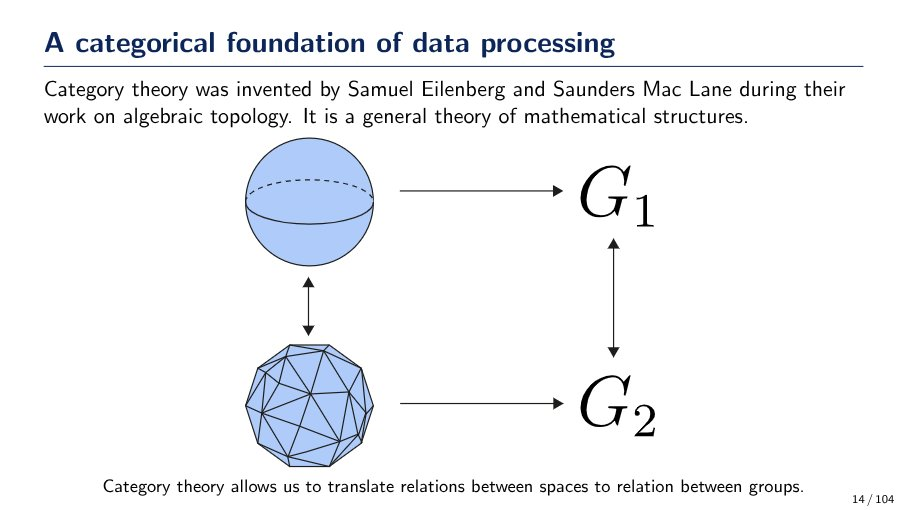 A categorical foundation of data processing
Category theory was invented by Samuel Eilenberg and Saunders Mac Lane during their
work on algebraic topology. It is a general theory of mathematical structures.
G1
G2
Category theory allows us to translate relations between spaces to relation between groups.
14 / 104